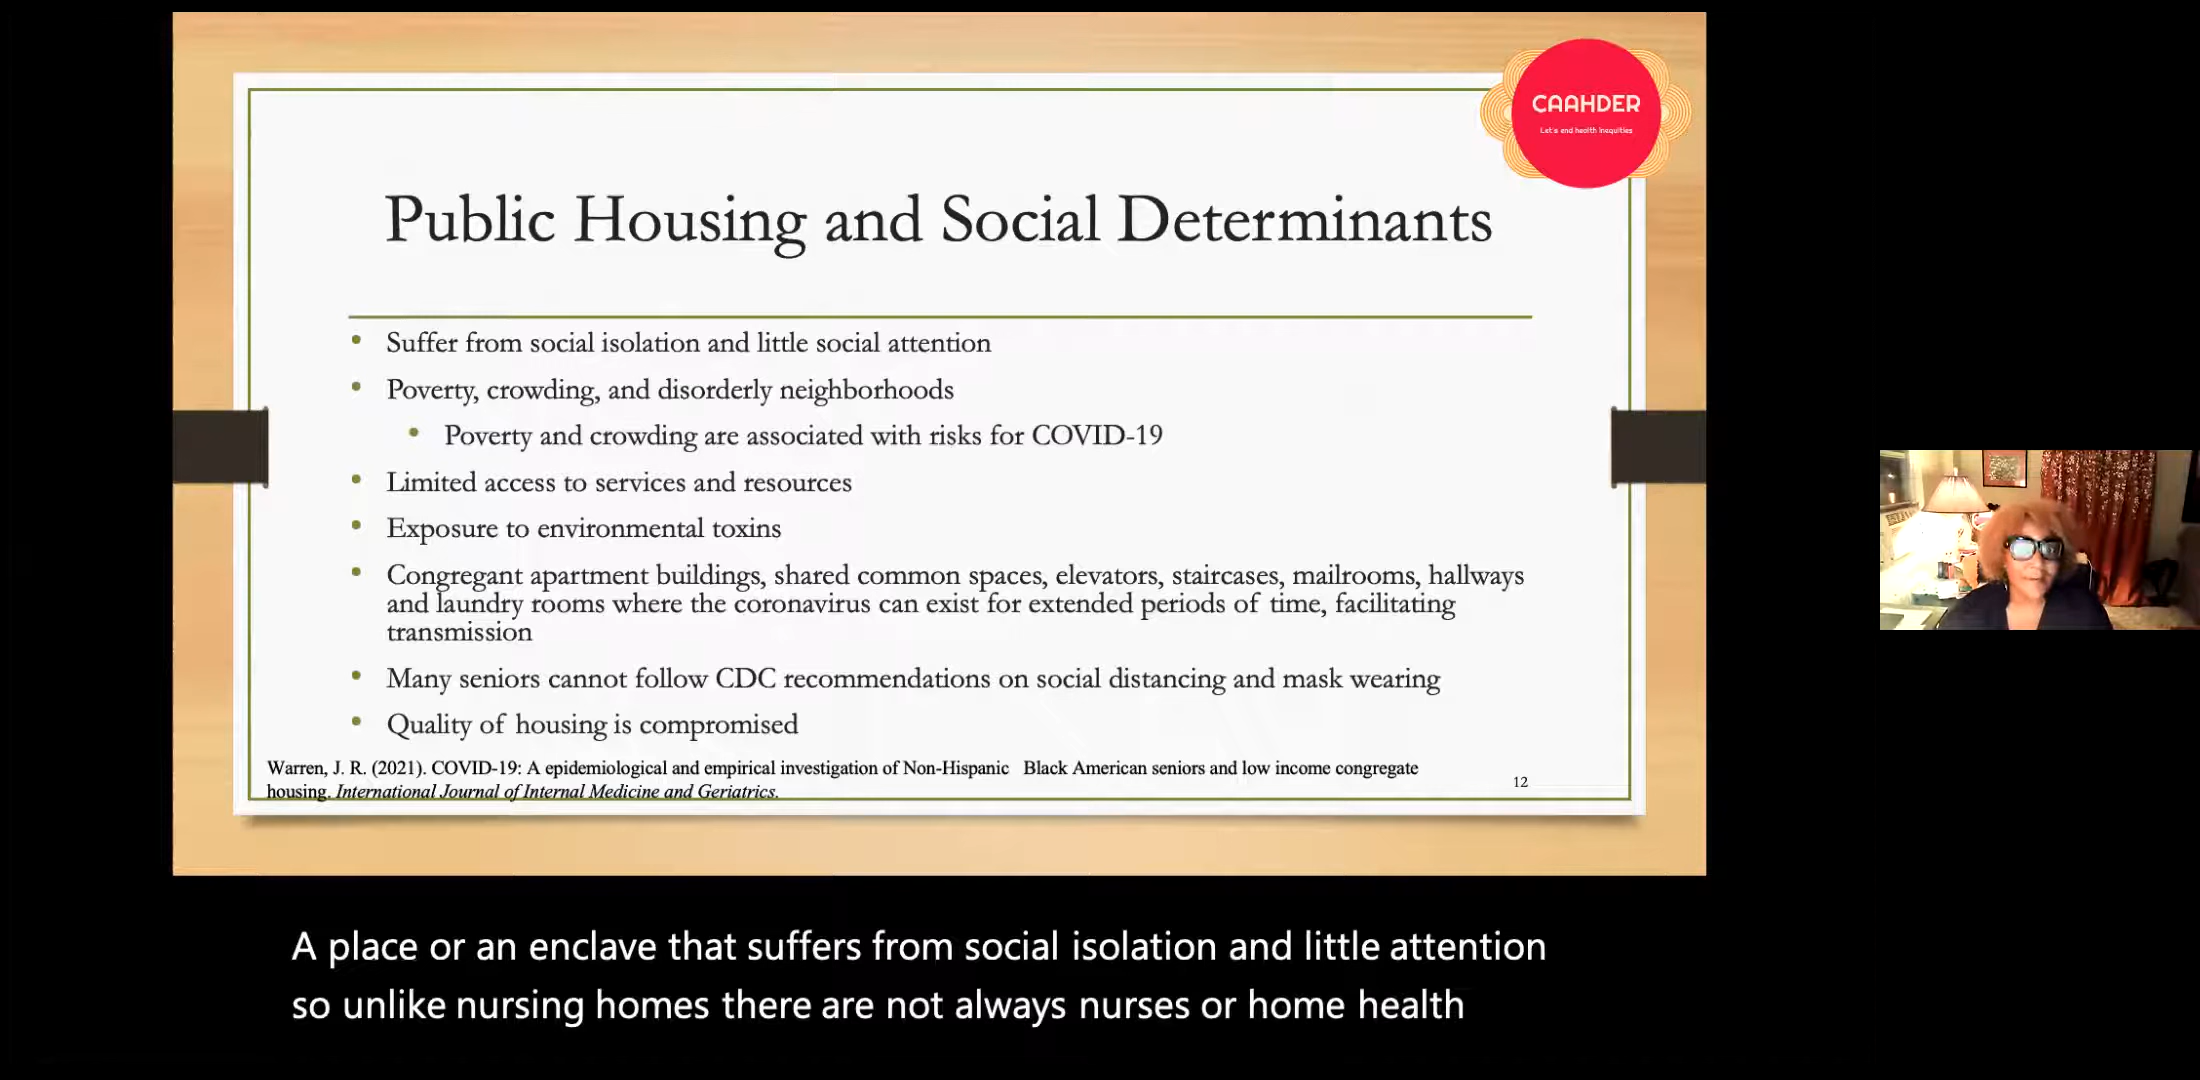 CAAHDER
Let's end health inequities
Public Housing and Social Determinants
• Suffer from social isolation and little social attention
• Poverty, crowding, and disorderly neighborhoods
• Poverty and crowding are associated with risks for COVID-19
• Limited access to services and resources
• Exposure to environmental toxins
• Congregant apartment buildings, shared common spaces, elevators, staircases, mailrooms, hallways
and laundry rooms where the coronavirus can exist for extended periods of time, facilitating
transmission
• Many seniors cannot follow CDC recommendations on social distancing and mask wearing
• Quality of housing is compromised
Warren, J. R. (2021). COVID-19: A epidemiological and empirical investigation of Non-Hispanic Black American seniors and low income congregate
housing. International Journal of Internal Medicine and Geriatrics.
12
A place or an enclave that suffers from social isolation and little attention
so unlike nursing homes there are not always nurses or home health